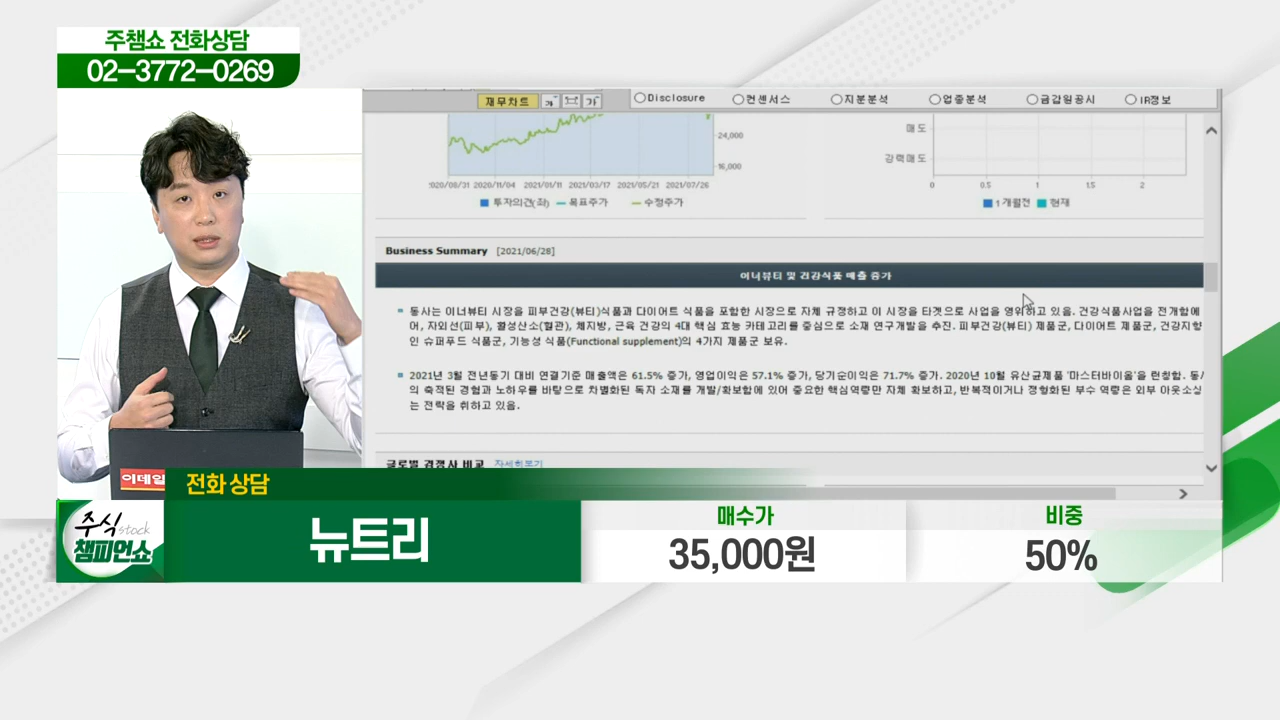 주챔쇼 전화상담
02-3772-0269
재무차트
Disclosure
컨센서스
지분분석
업종분석
금감원공시
IR정보
24,000
16,000
매도
강력매도
:020/08/31 2020/11/04 2021/01/11 2021/03/17 2021/05/21 2021/07/26
투자의견(좌) 목표주가 수정주가
0 0.5 1 1.5 2
1개월전 현재
Business Summary [2021/06/28]
이너뷰티 및 건강식품 매출 증가
동사는 이너뷰티 시장을 피부건강(뷰티)식품과 다이어트 식품을 포함한 시장으로 자체 규정하고 이 시장을 타겟으로 사업을 영위하고 있음. 건강식품사업을 전개함에
어, 자외선(피부), 활성산소(혈관), 체지방, 근육 건강의 4대 핵심 효능 카테고리를 중심으로 소재 연구개발을 추진. 피부건강(뷰티) 제품군, 다이어트 제품군, 건강지향
인 슈퍼푸드 식품군, 기능성 식품(Functional supplement)의 4가지 제품군 보유.
2021년 3월 전년동기 대비 연결기준 매출액은 61.5% 증가, 영업이익은 57.1% 증가, 당기순이익은 71.7% 증가. 2020년 10월 유산균제품 '마스터바이옴'을 런칭함. 동
의 축적된 경험과 노하우를 바탕으로 차별화된 독자 소재를 개발/확보함에 있어 중요한 핵심역량만 자체 확보하고, 반복적이거나 정형화된 부수 역량은 외부 아웃소싱
는 전략을 취하고 있음.
글로벌 경쟁사 비교 자세히보기
이데일
전화 상담
주식 stock
챔피언쇼
뉴트리
매수가
35,000원
비중
50%